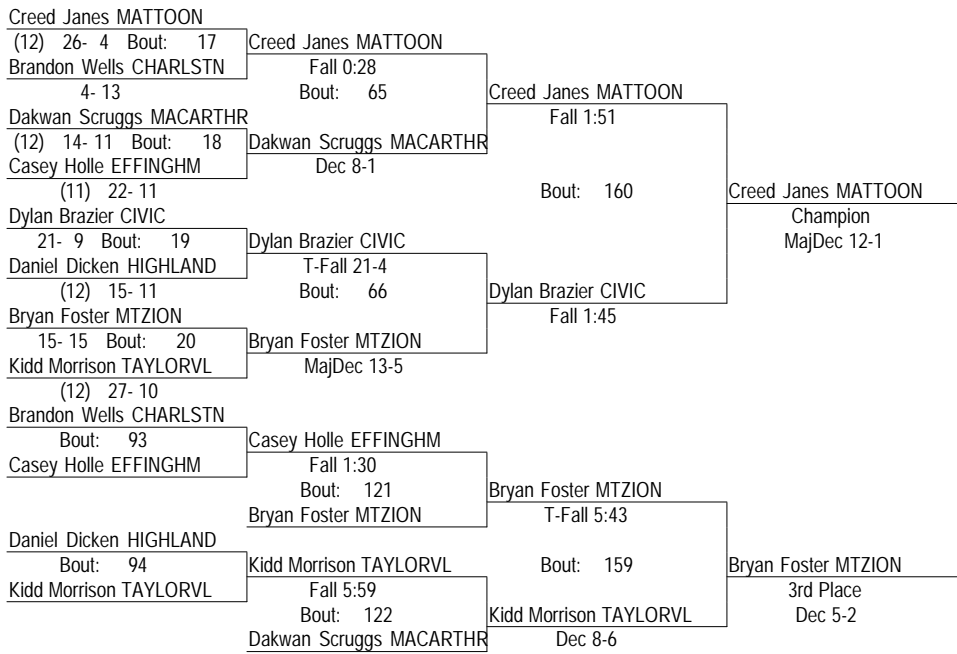 Creed Janes MATTOON
(12) 26- 4 Bout: 17 Creed Janes MATTOON
Brandon Wells CHARLSTN Fall 0:28
4- 13 Bout: 65 Creed Janes MATTOON
Dakwan Scruggs MACARTHR Fall 1:51
(12) 14- 11 Bout: 18 Dakwan Scruggs MACARTHR
Casey Holle EFFINGHM Dec 8-1
(11) 22- 11 Bout: 160 Creed Janes MATTOON
Dylan Brazier CIVIC Champion
21- 9 Bout: 19 Dylan Brazier CIVIC MajDec 12-1
Daniel Dicken HIGHLAND T-Fall 21-4
(12) 15- 11 Bout: 66 Dylan Brazier CIVIC
Bryan Foster MTZION Fall 1:45
15- 15 Bout: 20 Bryan Foster MTZION
Kidd Morrison TAYLORVL MajDec 13-5
(12) 27- 10
Brandon Wells CHARLSTN
Bout: 93 Casey Holle EFFINGHM
Casey Holle EFFINGHM Fall 1:30
Bout: 121 Bryan Foster MTZION
Bryan Foster MTZION T-Fall 5:43
Daniel Dicken HIGHLAND
Bout: 94 Kidd Morrison TAYLORVL Bout: 159 Bryan Foster MTZION
Kidd Morrison TAYLORVL Fall 5:59 3rd Place
Bout: 122 Kidd Morrison TAYLORVL Dec 5-2
Dakwan Scruggs MACARTHR Dec 8-6